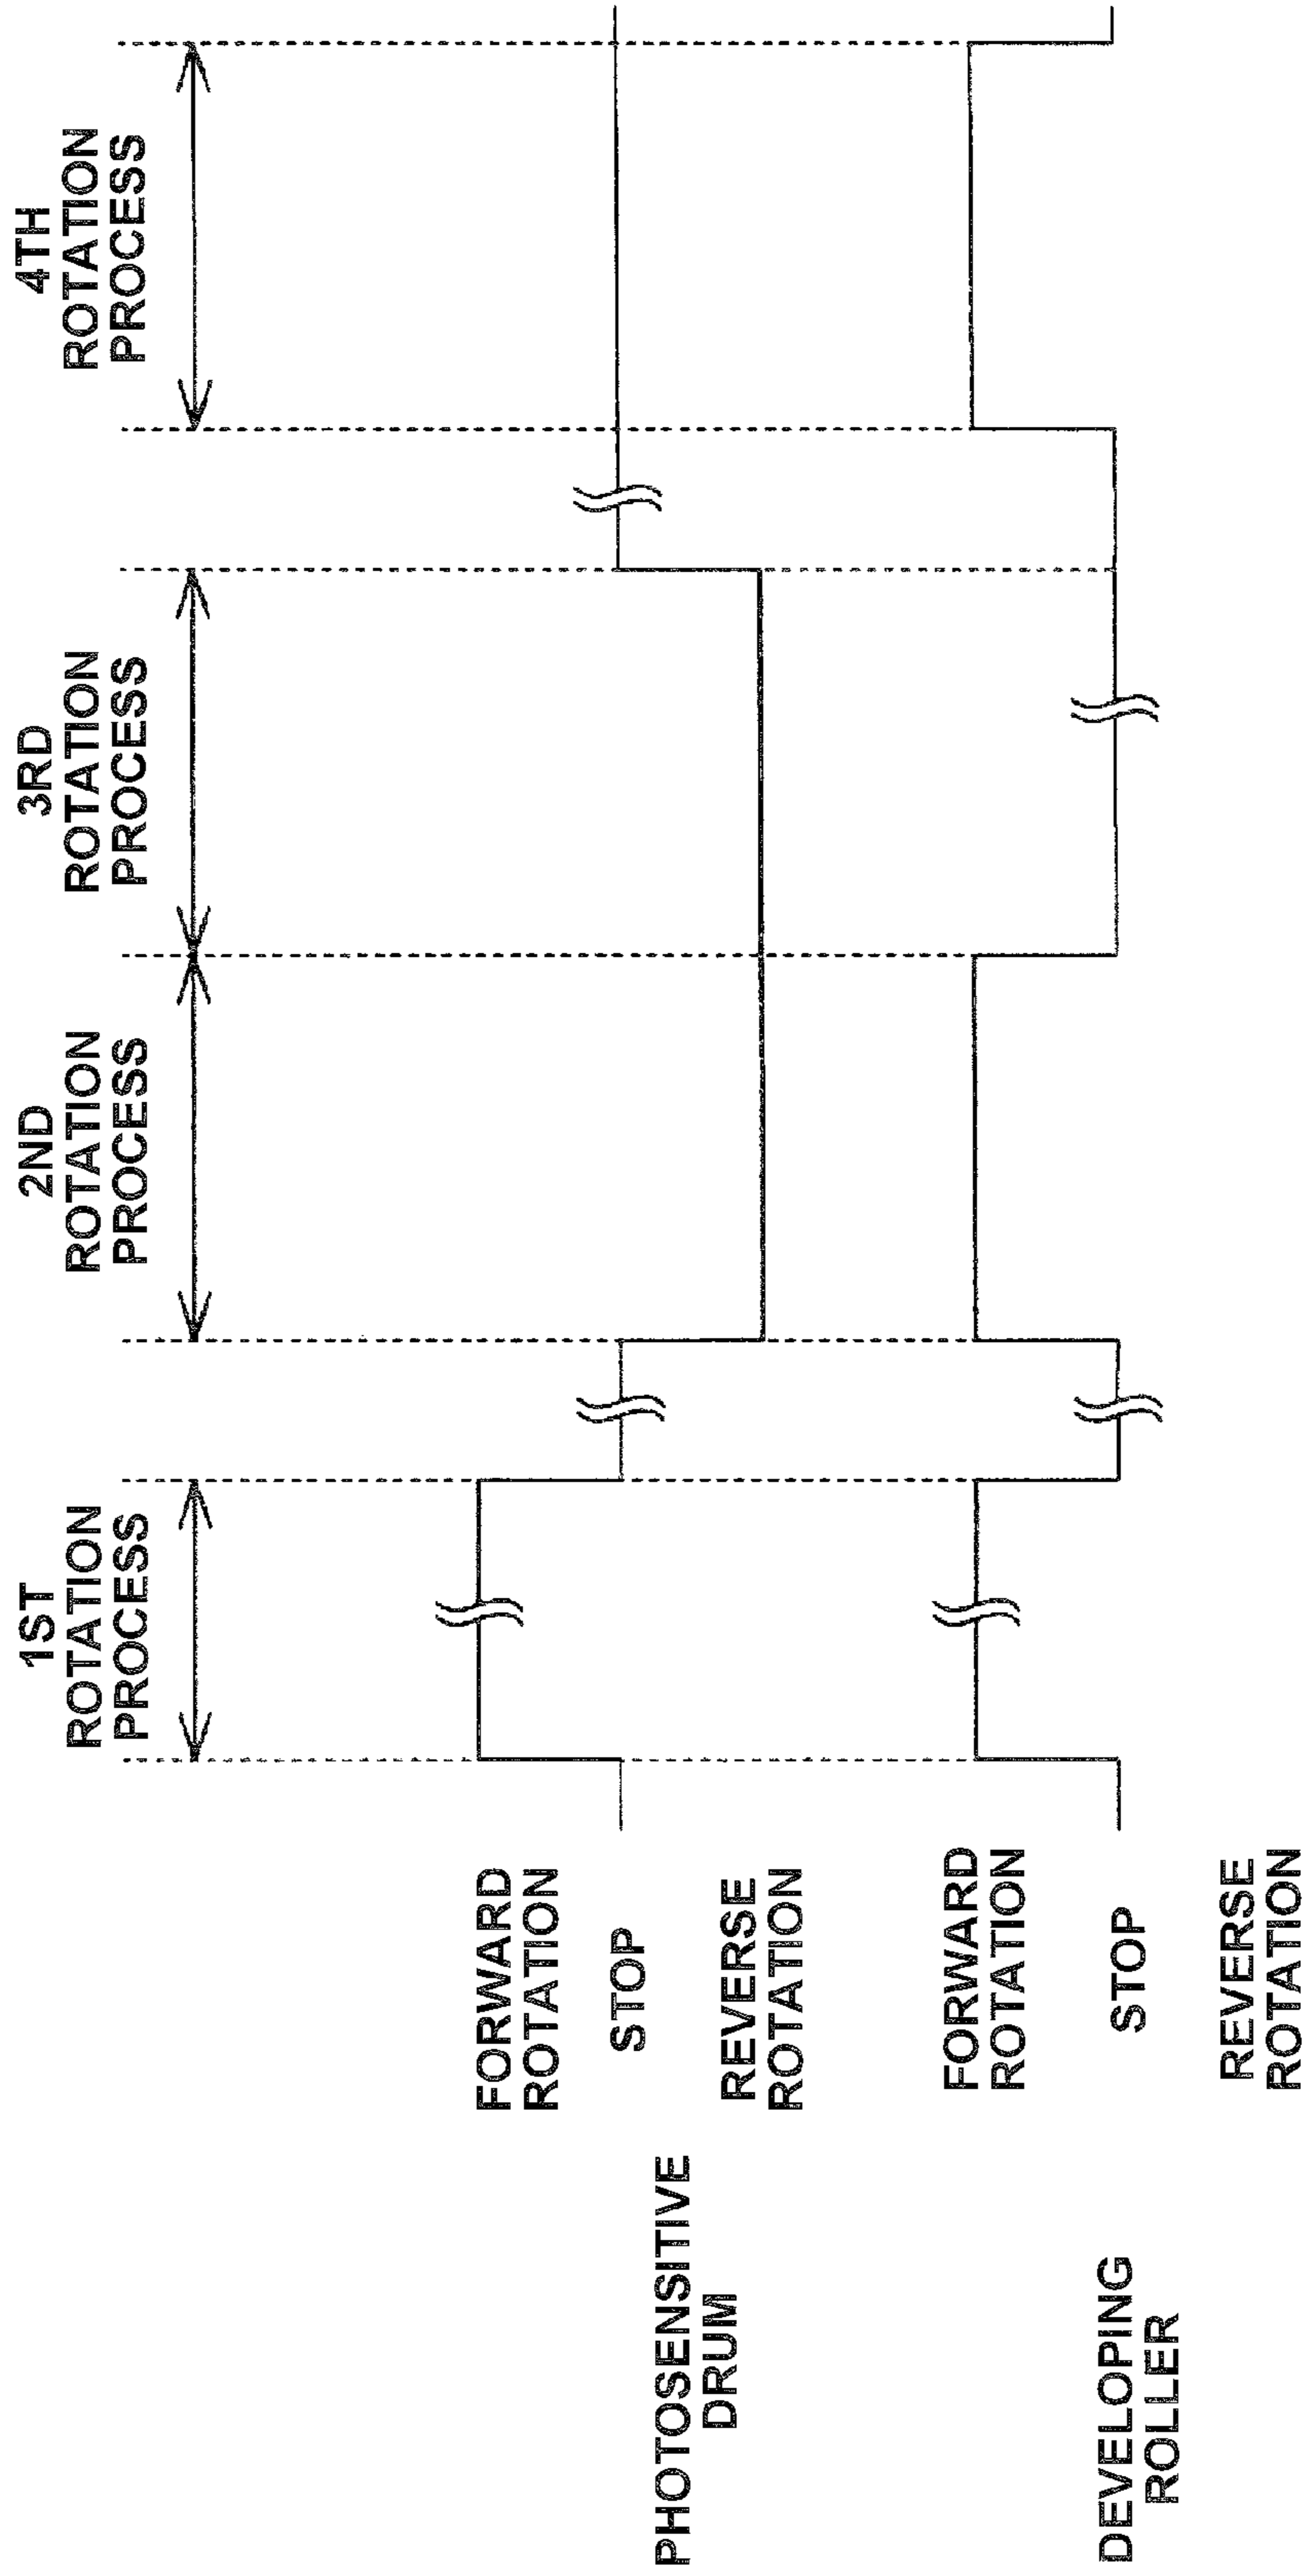 1ST
ROTATION
PROCESS
2ND
ROTATION
PROCESS
3RD
ROTATION
PROCESS
4TH
ROTATION
PROCESS
PHOTOSENSITIVE
DRUM
FORWARD
ROTATION
STOP
REVERSE
ROTATION
DEVELOPING
ROLLER
FORWARD
ROTATION
STOP
REVERSE
ROTATION